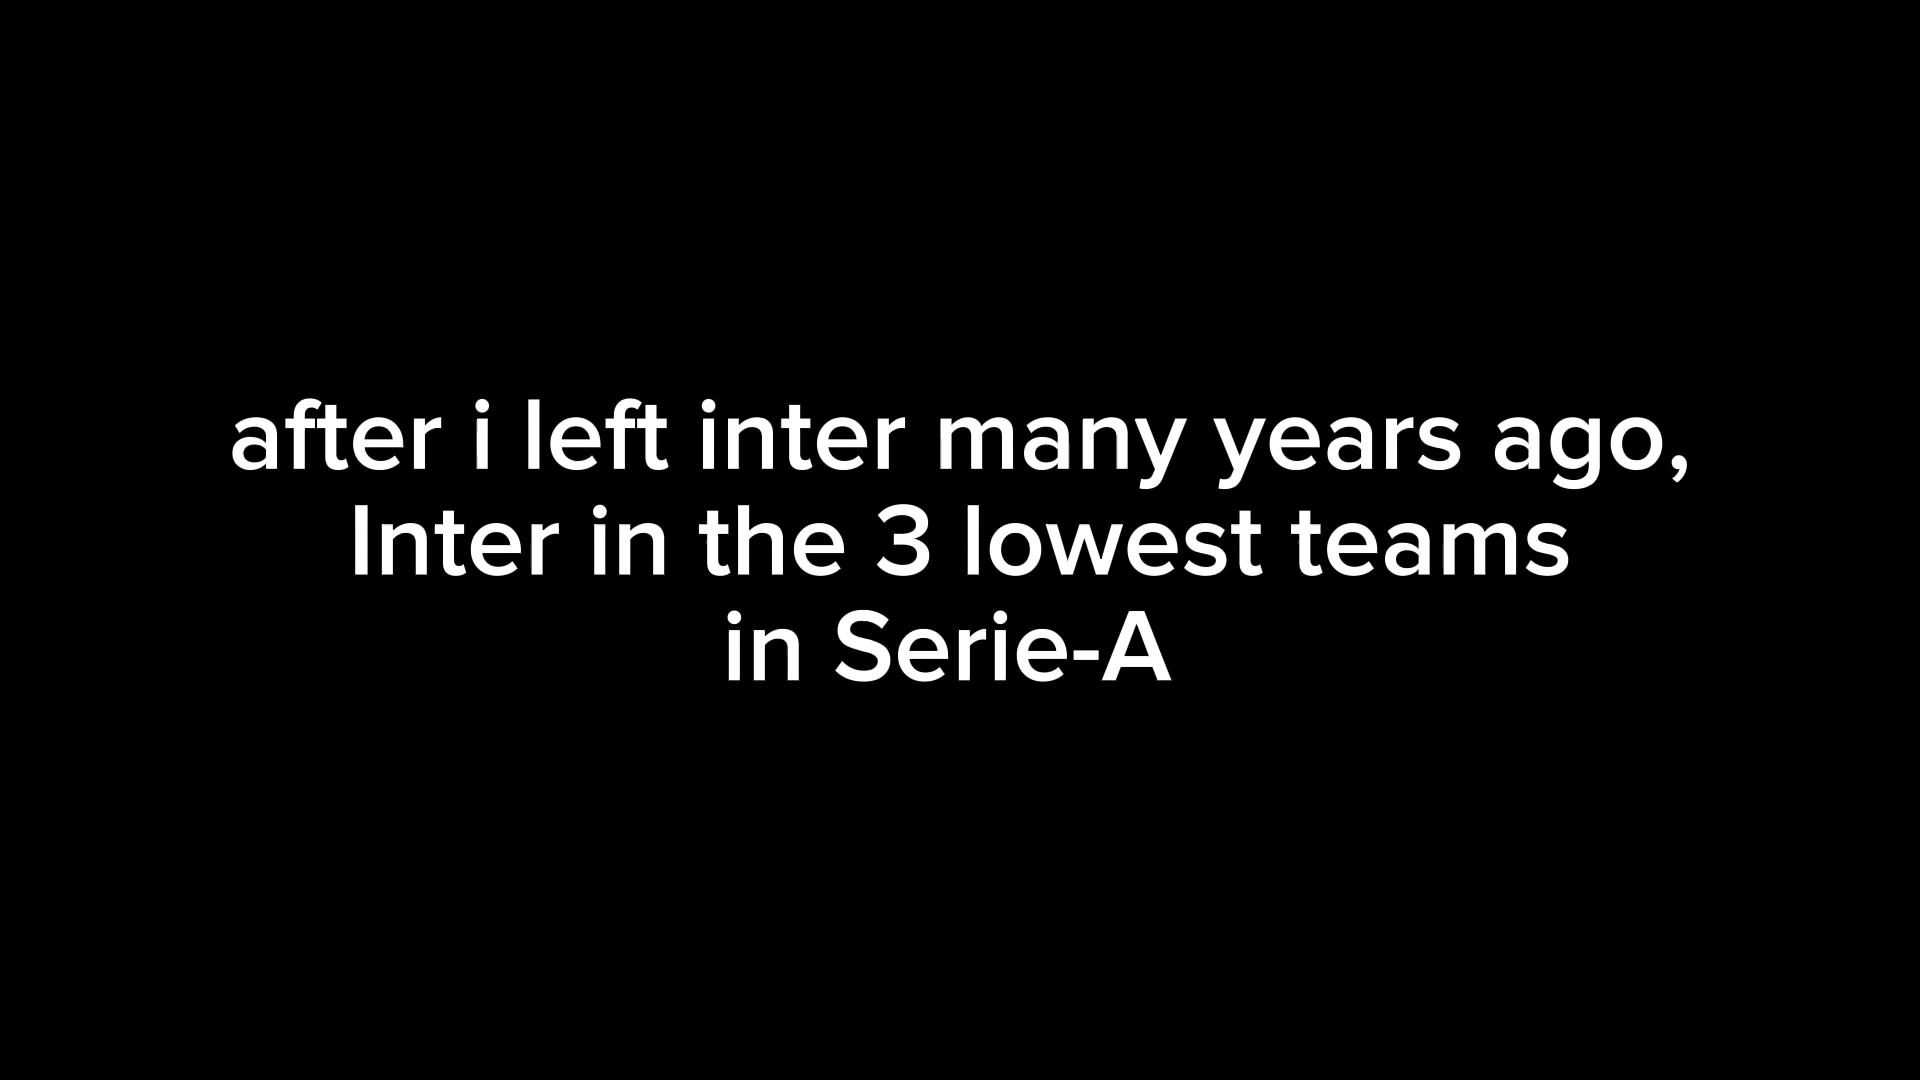 after i left inter many years ago,
Inter in the 3 lowest teams
in Serie-A